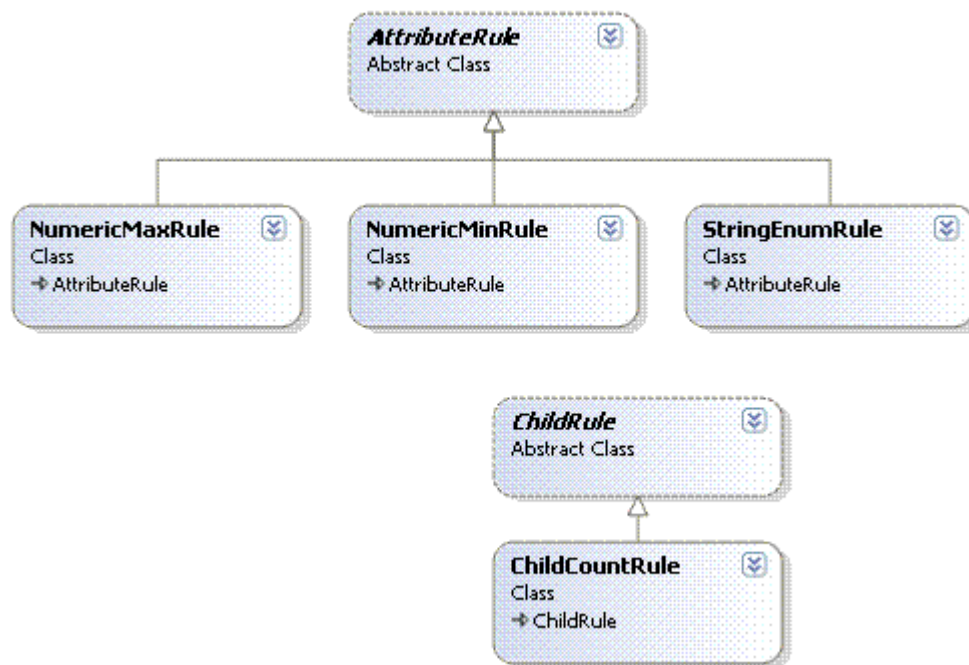 AttributeRule
Abstract Class
NumericMaxRule
Class
AttributeRule
NumericMinRule
Class
AttributeRule
StringEnumRule
Class
AttributeRule
ChildRule
Abstract Class
ChildCountRule
Class
ChildRule